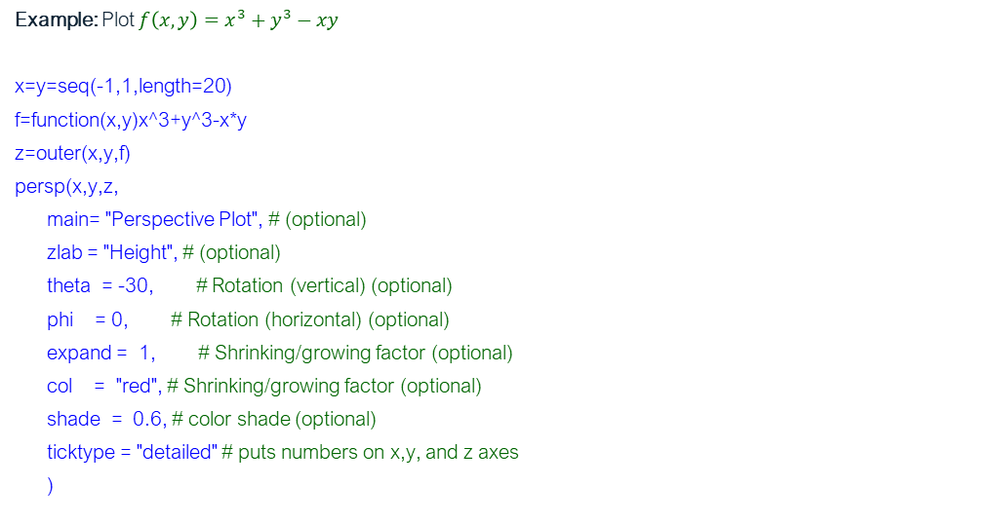 Example: Plot f(x,y) = x³ + y³ − xy
x=y=seq(-1,1,length=20)
f=function(x,y)x^3+y^3-x*y
z=outer(x,y,f)
persp(x,y,z,
main= "Perspective Plot", # (optional)
zlab = "Height", # (optional)
theta = -30, # Rotation (vertical) (optional)
phi = 0, # Rotation (horizontal) (optional)
expand = 1, # Shrinking/growing factor (optional)
col = "red", # Shrinking/growing factor (optional)
shade = 0.6, # color shade (optional)
ticktype = "detailed" # puts numbers on x,y, and z axes
)